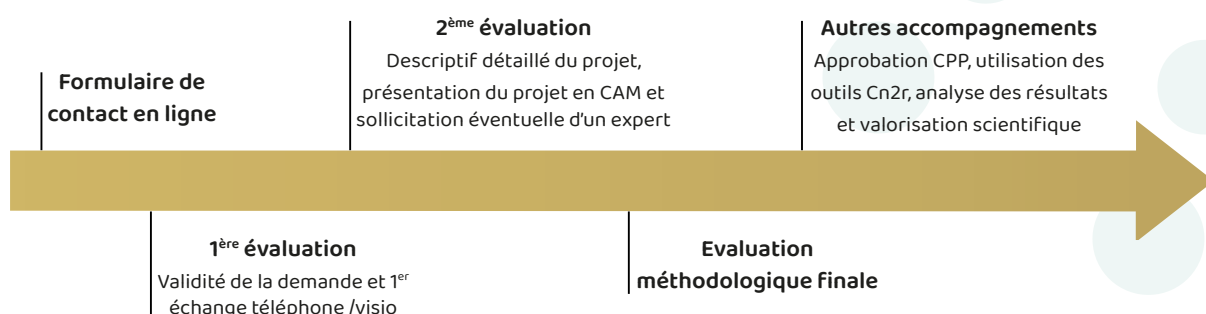 Formulaire de
contact en ligne
1ère évaluation
Validité de la demande et 1er
échange téléphone /visio
2ème évaluation
Descriptif détaillé du projet,
présentation du projet en CAM et
sollicitation éventuelle d'un expert
Evaluation
méthodologique finale
Autres accompagnements
Approbation CPP, utilisation des
outils Cn2r, analyse des résultats
et valorisation scientifique